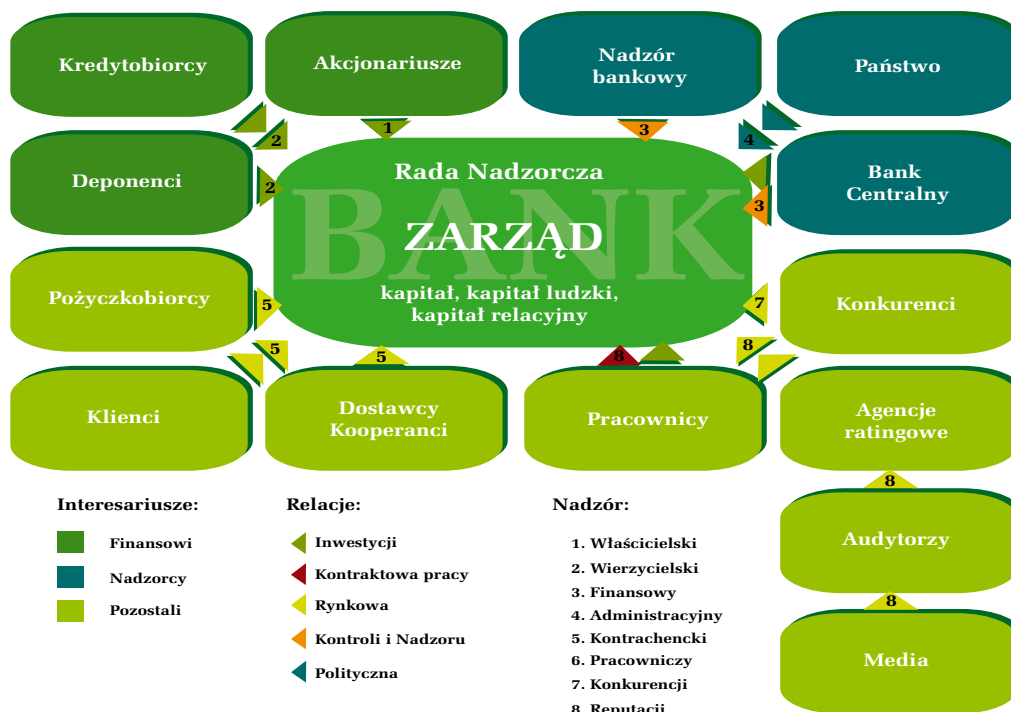 Kredytobiorcy
Akcjonariusze
Nadzór
bankowy
Państwo
2
1
3
4
Deponenci
2
BANK
Rada Nadzorcza
ZARZĄD
kapitał, kapitał ludzki,
kapitał relacyjny
3
Bank
Centralny
Pożyczkobiorcy
5
7
Konkurenci
5
5
8
8
Klienci
Dostawcy
Kooperanci
Pracownicy
Agencje
ratingowe
8
Audytorzy
8
Media
Interesariusze:
Finansowi
Nadzorcy
Pozostali
Relacje:
Inwestycji
Kontraktowa pracy
Rynkowa
Kontroli i Nadzoru
Polityczna
Nadzór:
1. Właścicielski
2. Wierzycielski
3. Finansowy
4. Administracyjny
5. Kontrachencki
6. Pracowniczy
7. Konkurencji
8. Reputacji